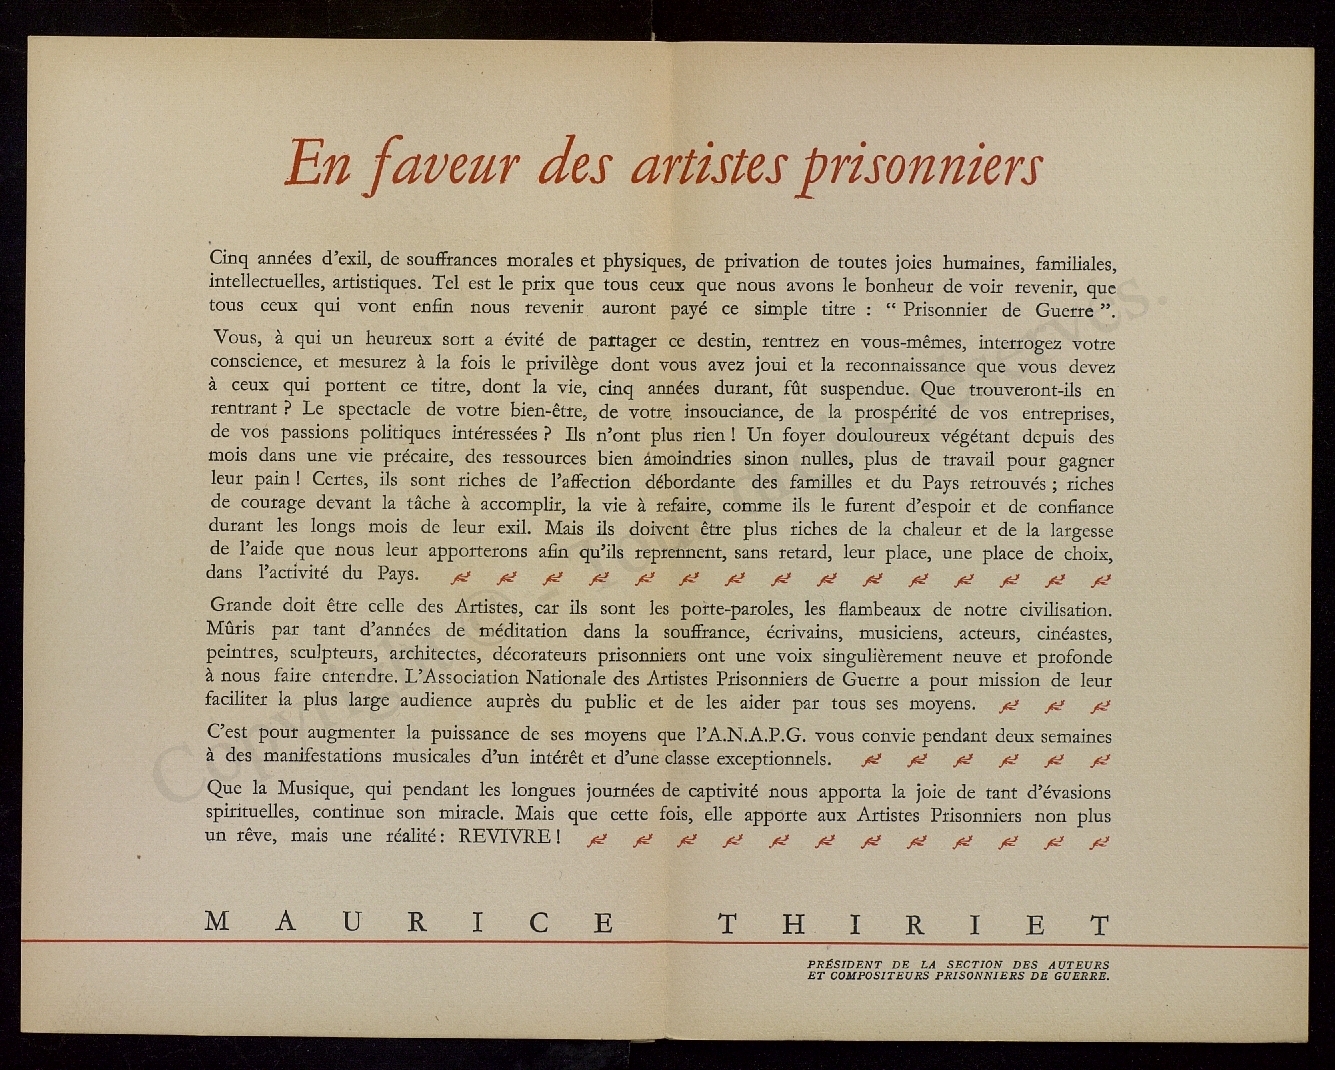 En faveur des artistes prisonniers
Cinq années d'exil, de souffrances morales et physiques, de privation de toutes joies humaines, familiales,
intellectuelles, artistiques. Tel est le prix que tous ceux que nous avons le bonheur de voir revenir, que
tous ceux qui vont enfin nous revenir auront payé ce simple titre : “ Prisonnier de Guerre ”.
Vous, à qui un heureux sort a évité de partager ce destin, rentrez en vous-mêmes, interrogez votre
conscience, et mesurez à la fois le privilège dont vous avez joui et la reconnaissance que vous devez
à ceux qui portent ce titre, dont la vie, cinq années durant, fût suspendue. Que trouveront-ils en
rentrant ? Le spectacle de votre bien-être, de votre insouciance, de la prospérité de vos entreprises,
de vos passions politiques intéressées ? Ils n'ont plus rien ! Un foyer douloureux végétant depuis des
mois dans une vie précaire, des ressources bien amoindries sinon nulles, plus de travail pour gagner
leur pain ! Certes, ils sont riches de l'affection débordante des familles et du Pays retrouvés ; riches
de courage devant la tâche à accomplir, la vie à refaire, comme ils le furent d'espoir et de confiance
durant les longs mois de leur exil. Mais ils doivent être plus riches de la chaleur et de la largesse
de l'aide que nous leur apporterons afin qu'ils reprennent, sans retard, leur place, une place de choix,
dans l'activité du Pays.
Grande doit être celle des Artistes, car ils sont les porte-paroles, les flambeaux de notre civilisation.
Mûris par tant d'années de méditation dans la souffrance, écrivains, musiciens, acteurs, cinéastes,
peintres, sculpteurs, architectes, décorateurs prisonniers ont une voix singulièrement neuve et profonde
à nous faire entendre. L'Association Nationale des Artistes Prisonniers de Guerre a pour mission de leur
faciliter la plus large audience auprès du public et de les aider par tous ses moyens.
C'est pour augmenter la puissance de ses moyens que l'A.N.A.P.G. vous convie pendant deux semaines
à des manifestations musicales d'un intérêt et d'une classe exceptionnels.
Que la Musique, qui pendant les longues journées de captivité nous apporta la joie de tant d'évasions
spirituelles, continue son miracle. Mais que cette fois, elle apporte aux Artistes Prisonniers non plus
un rêve, mais une réalité : REVIVRE !
MAURICE THIRIET
PRÉSIDENT DE LA SECTION DES AUTEURS
ET COMPOSITEURS PRISONNIERS DE GUERRE.
Copyright © - Tous droits réservés.